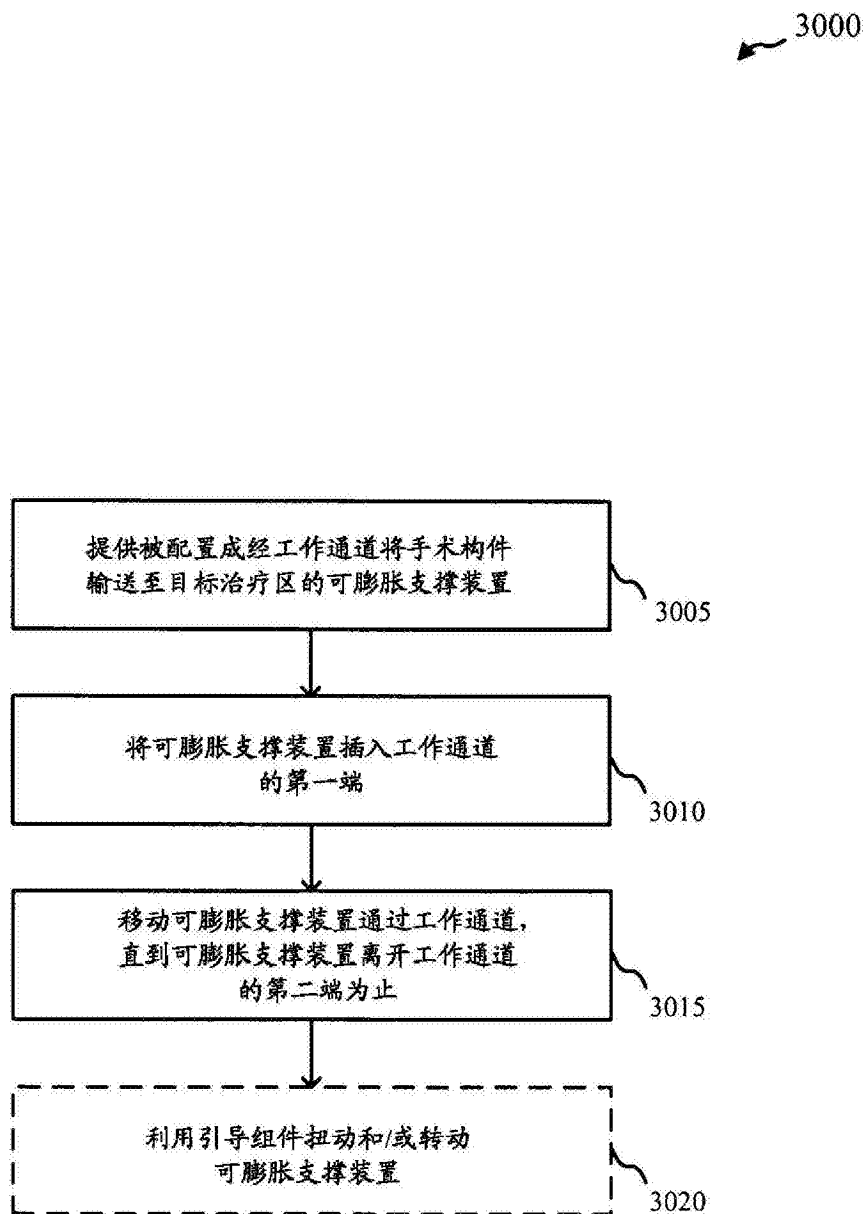 3000
提供被配置成经工作通道将手术构件
输送至目标治疗区的可膨胀支撑装置
3005
将可膨胀支撑装置插入工作通道
的第一端
3010
移动可膨胀支撑装置通过工作通道，
直到可膨胀支撑装置离开工作通道
的第二端为止
3015
利用引导组件扭动和/或转动
可膨胀支撑装置
3020